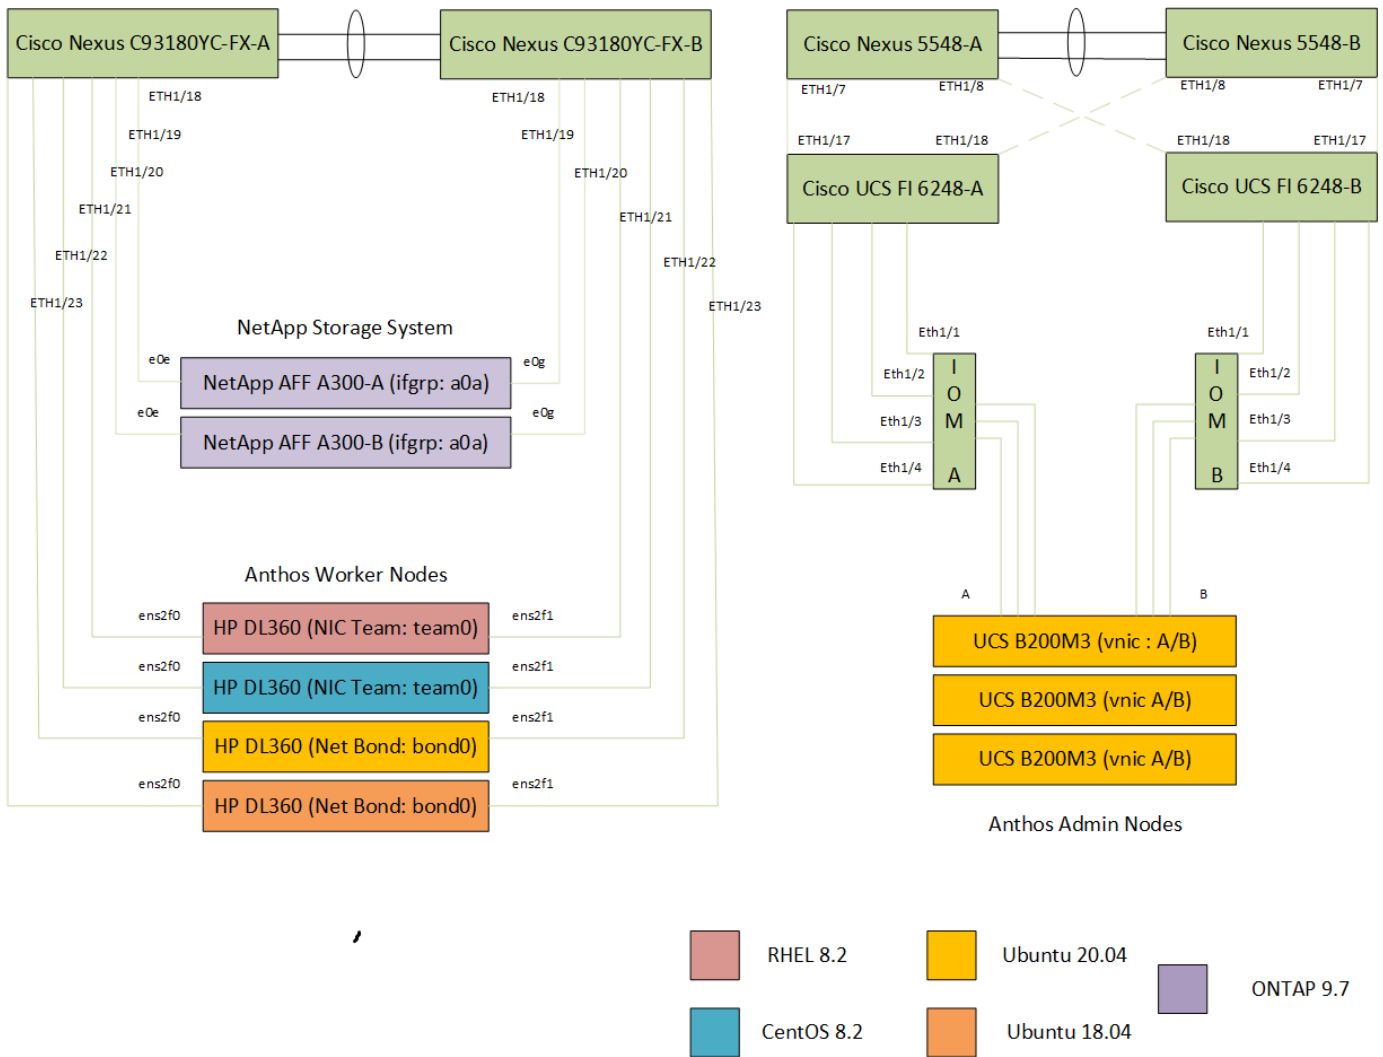 Cisco Nexus C93180YC-FX-A
Cisco Nexus C93180YC-FX-B
Cisco Nexus 5548-A
Cisco Nexus 5548-B
ETH1/18
ETH1/19
ETH1/20
ETH1/21
ETH1/22
ETH1/23
ETH1/18
ETH1/19
ETH1/20
ETH1/21
ETH1/22
ETH1/23
NetApp Storage System
e0e
NetApp AFF A300-A (ifgrp: a0a)
e0g
e0e
NetApp AFF A300-B (ifgrp: a0a)
e0g
Anthos Worker Nodes
ens2f0
HP DL360 (NIC Team: team0)
ens2f1
ens2f0
HP DL360 (NIC Team: team0)
ens2f1
ens2f0
HP DL360 (Net Bond: bond0)
ens2f1
ens2f0
HP DL360 (Net Bond: bond0)
ens2f1
ETH1/7
ETH1/8
ETH1/8
ETH1/7
ETH1/17
ETH1/18
ETH1/18
ETH1/17
Cisco UCS FI 6248-A
Cisco UCS FI 6248-B
Eth1/1
Eth1/2
Eth1/3
Eth1/4
I
O
M
A
I
O
M
B
Eth1/1
Eth1/2
Eth1/3
Eth1/4
A
B
UCS B200M3 (vnic : A/B)
UCS B200M3 (vnic A/B)
UCS B200M3 (vnic A/B)
Anthos Admin Nodes
RHEL 8.2
Ubuntu 20.04
ONTAP 9.7
CentOS 8.2
Ubuntu 18.04